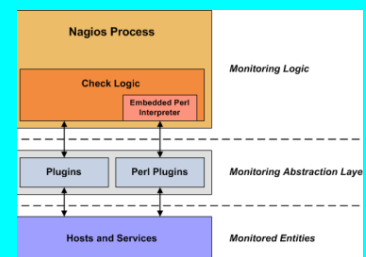 Nagios Process
Monitoring Logic
Check Logic
Embedded Perl
Interpreter
Plugins
Perl Plugins
Monitoring Abstraction Laye
Hosts and Services
Monitored Entities